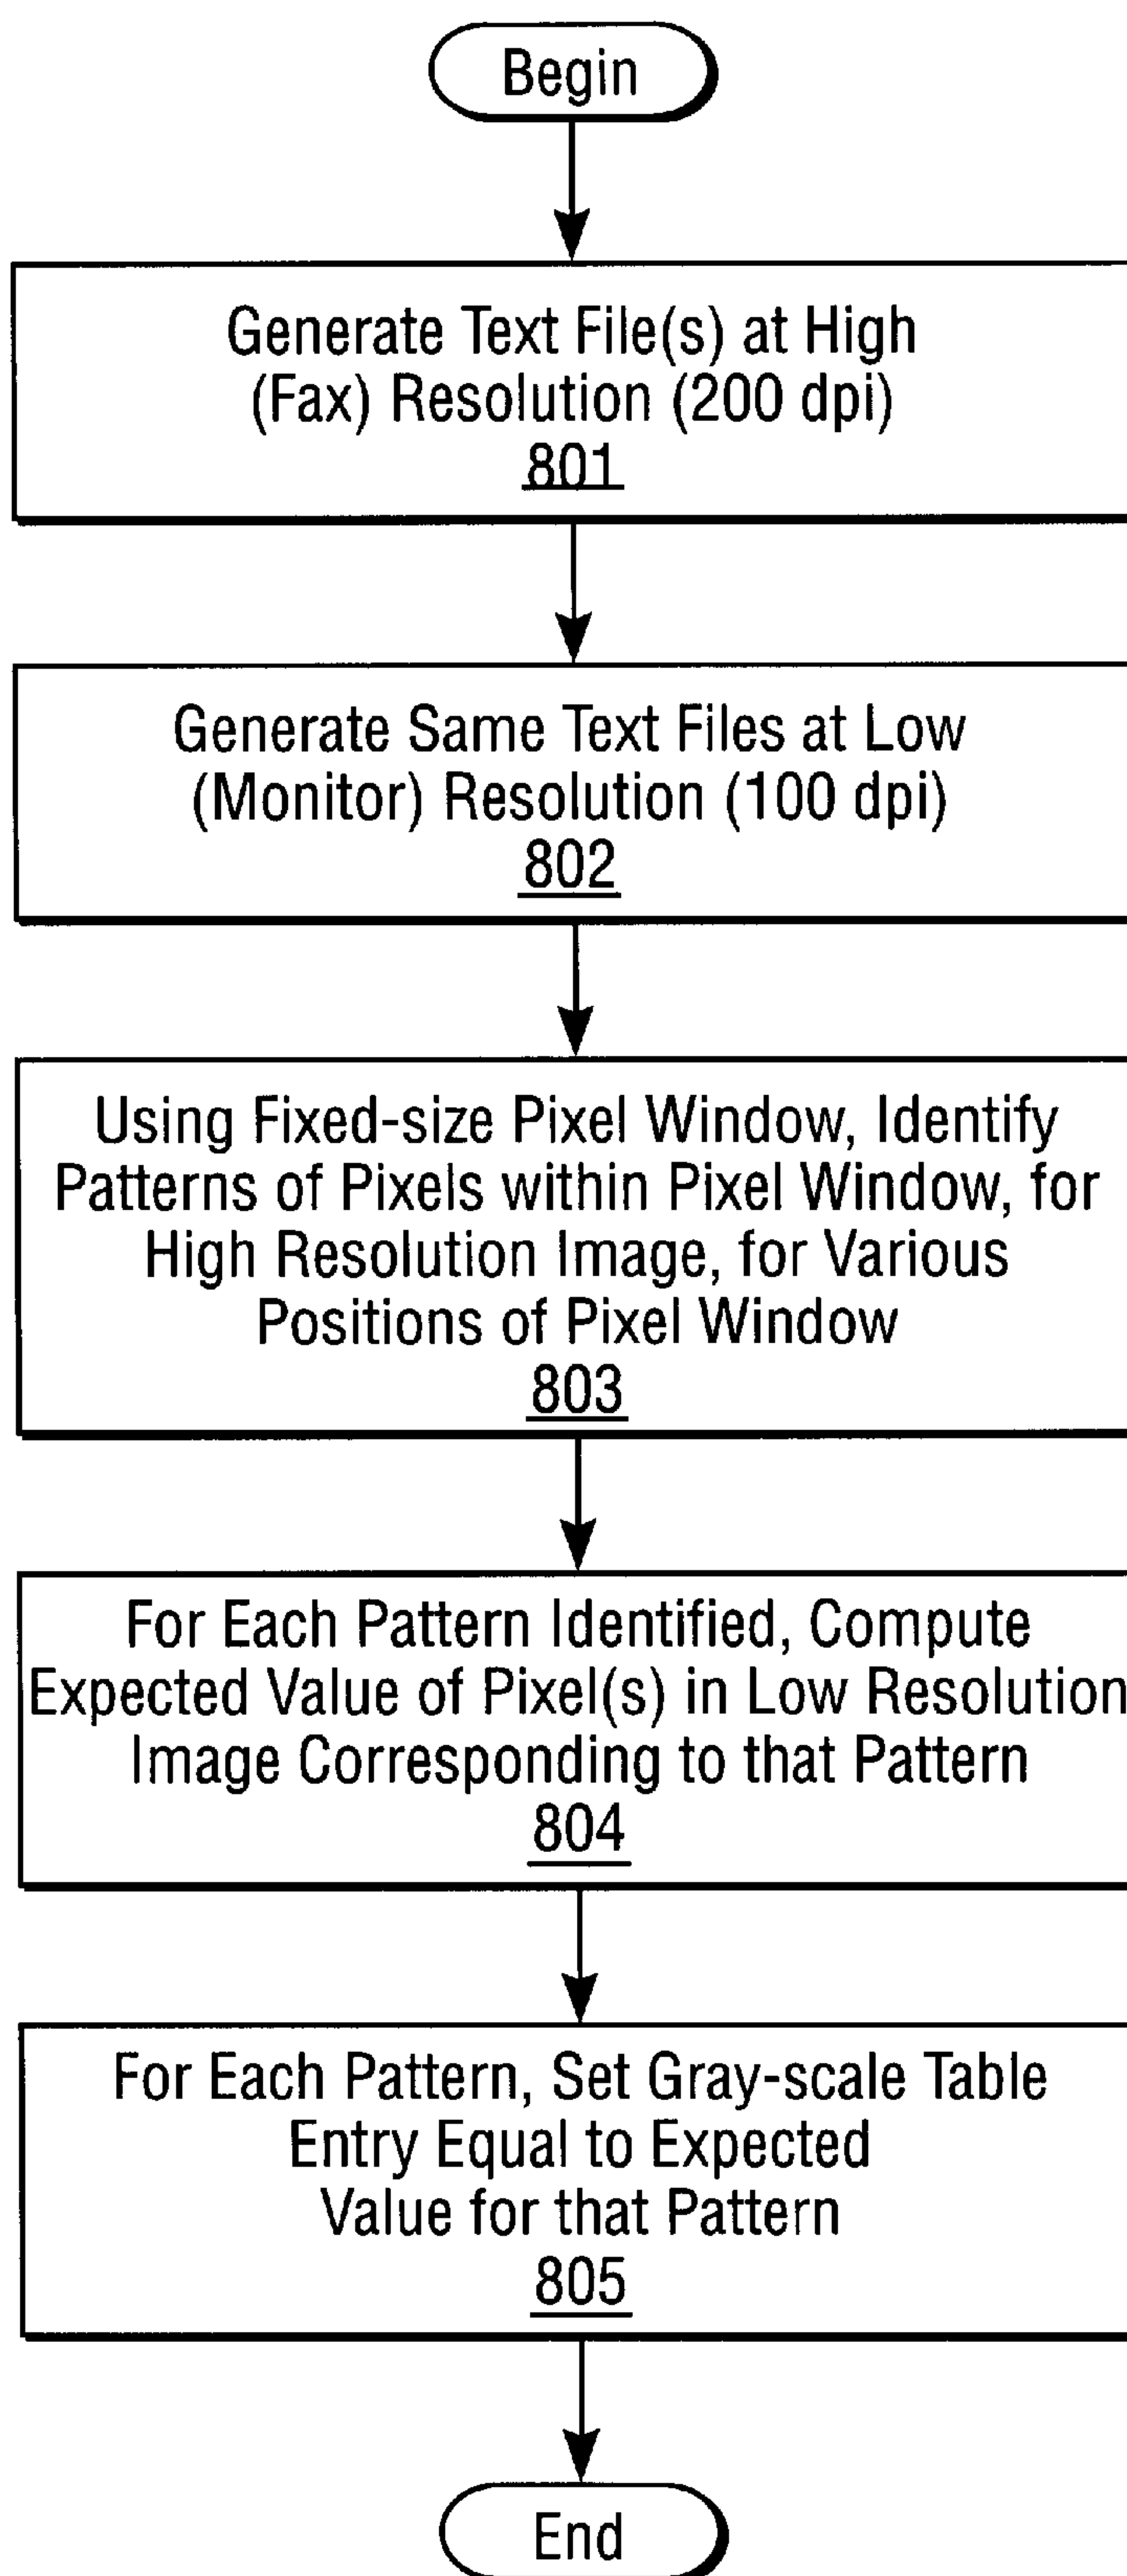 Begin
Generate Text File(s) at High
(Fax) Resolution (200 dpi)
801
Generate Same Text Files at Low
(Monitor) Resolution (100 dpi)
802
Using Fixed-size Pixel Window, Identify
Patterns of Pixels within Pixel Window, for
High Resolution Image, for Various
Positions of Pixel Window
803
For Each Pattern Identified, Compute
Expected Value of Pixel(s) in Low Resolution
Image Corresponding to that Pattern
804
For Each Pattern, Set Gray-scale Table
Entry Equal to Expected
Value for that Pattern
805
End